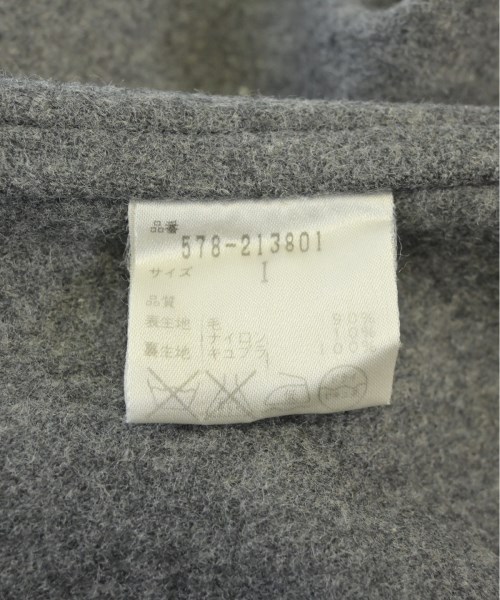 品番
578-213801
サイズ
I
品質
表生地 毛 90%
ナイロン 10%
裏生地 キュプラ 100%